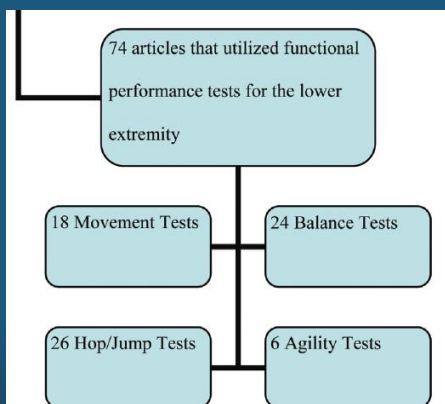 74 articles that utilized functional
performance tests for the lower
extremity
18 Movement Tests
24 Balance Tests
26 Hop/Jump Tests
6 Agility Tests